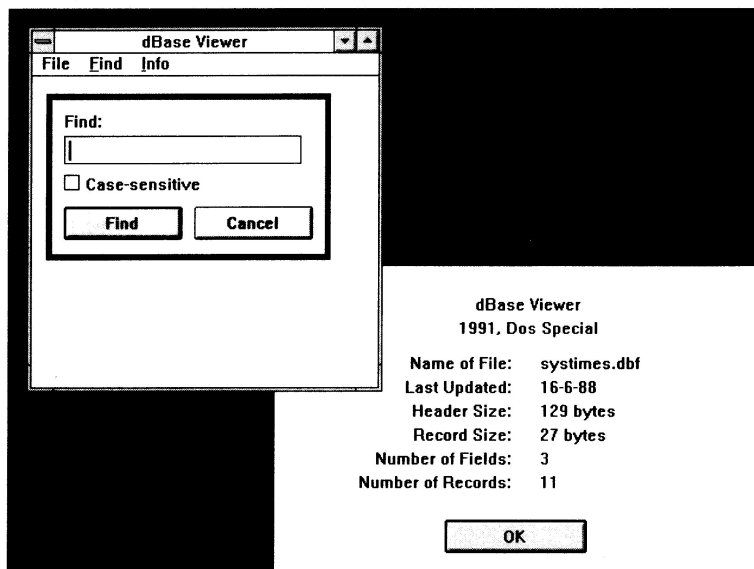 dBase Viewer
File Find Info
Find:
Case-sensitive
Find Cancel
dBase Viewer
1991, Dos Special
Name of File: systimes.dbf
Last Updated: 16-6-88
Header Size: 129 bytes
Record Size: 27 bytes
Number of Fields: 3
Number of Records: 11
OK